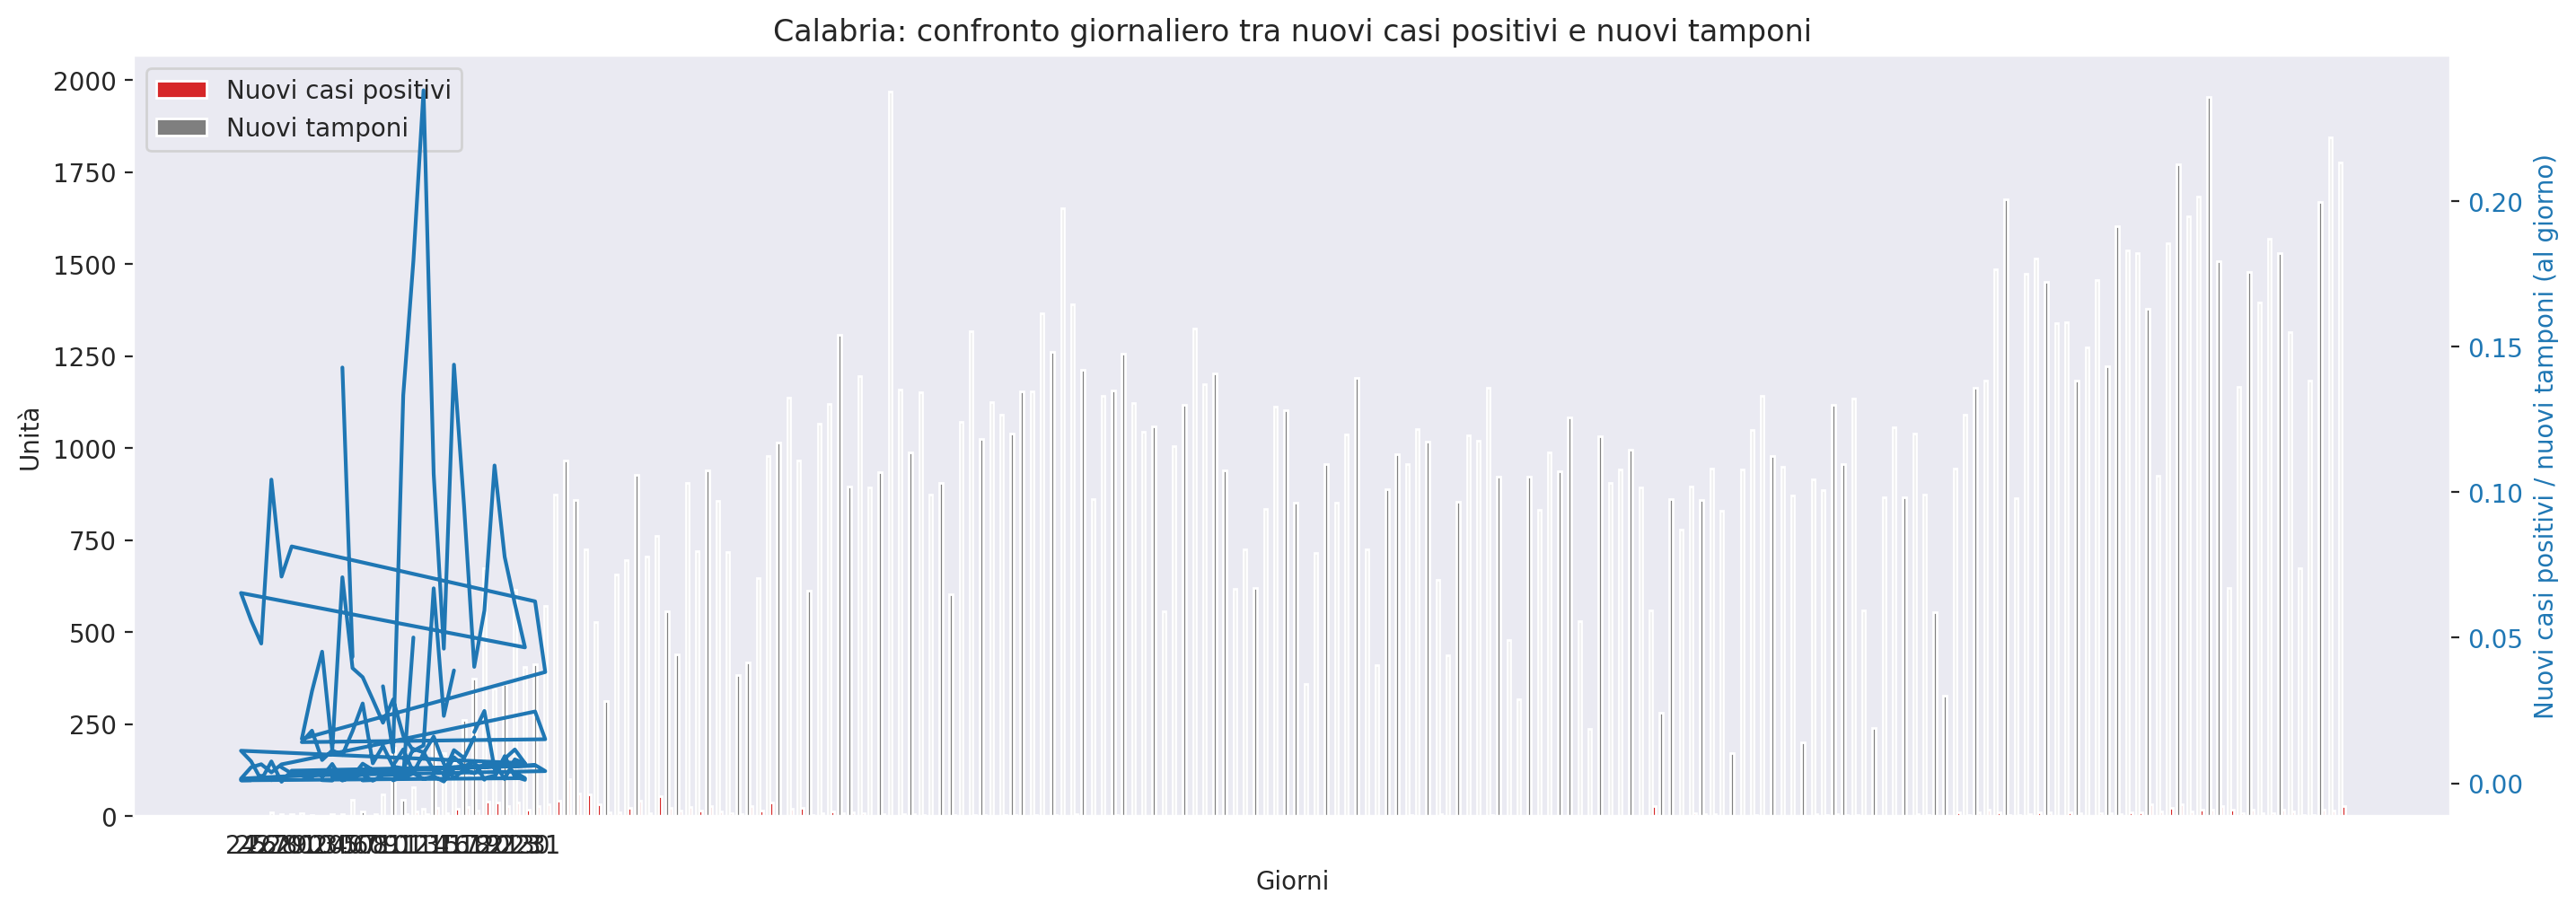 Calabria: confronto giornaliero tra nuovi casi positivi e nuovi tamponi
Nuovi casi positivi
Nuovi tamponi
2000
1750
1500
1250
1000
750
500
250
0
Unità
0.20
0.15
0.10
0.05
0.00
Nuovi casi positivi / nuovi tamponi (al giorno)
Giorni